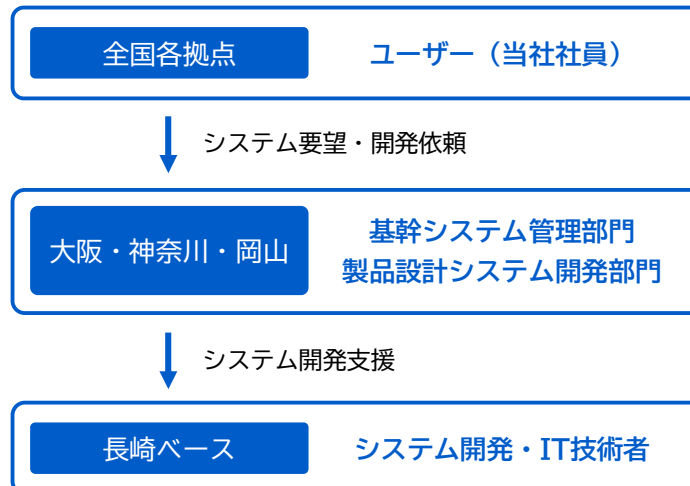 全国各拠点
ユーザー（当社社員）
システム要望・開発依頼
大阪・神奈川・岡山
基幹システム管理部門
製品設計システム開発部門
システム開発支援
長崎ベース
システム開発・IT技術者